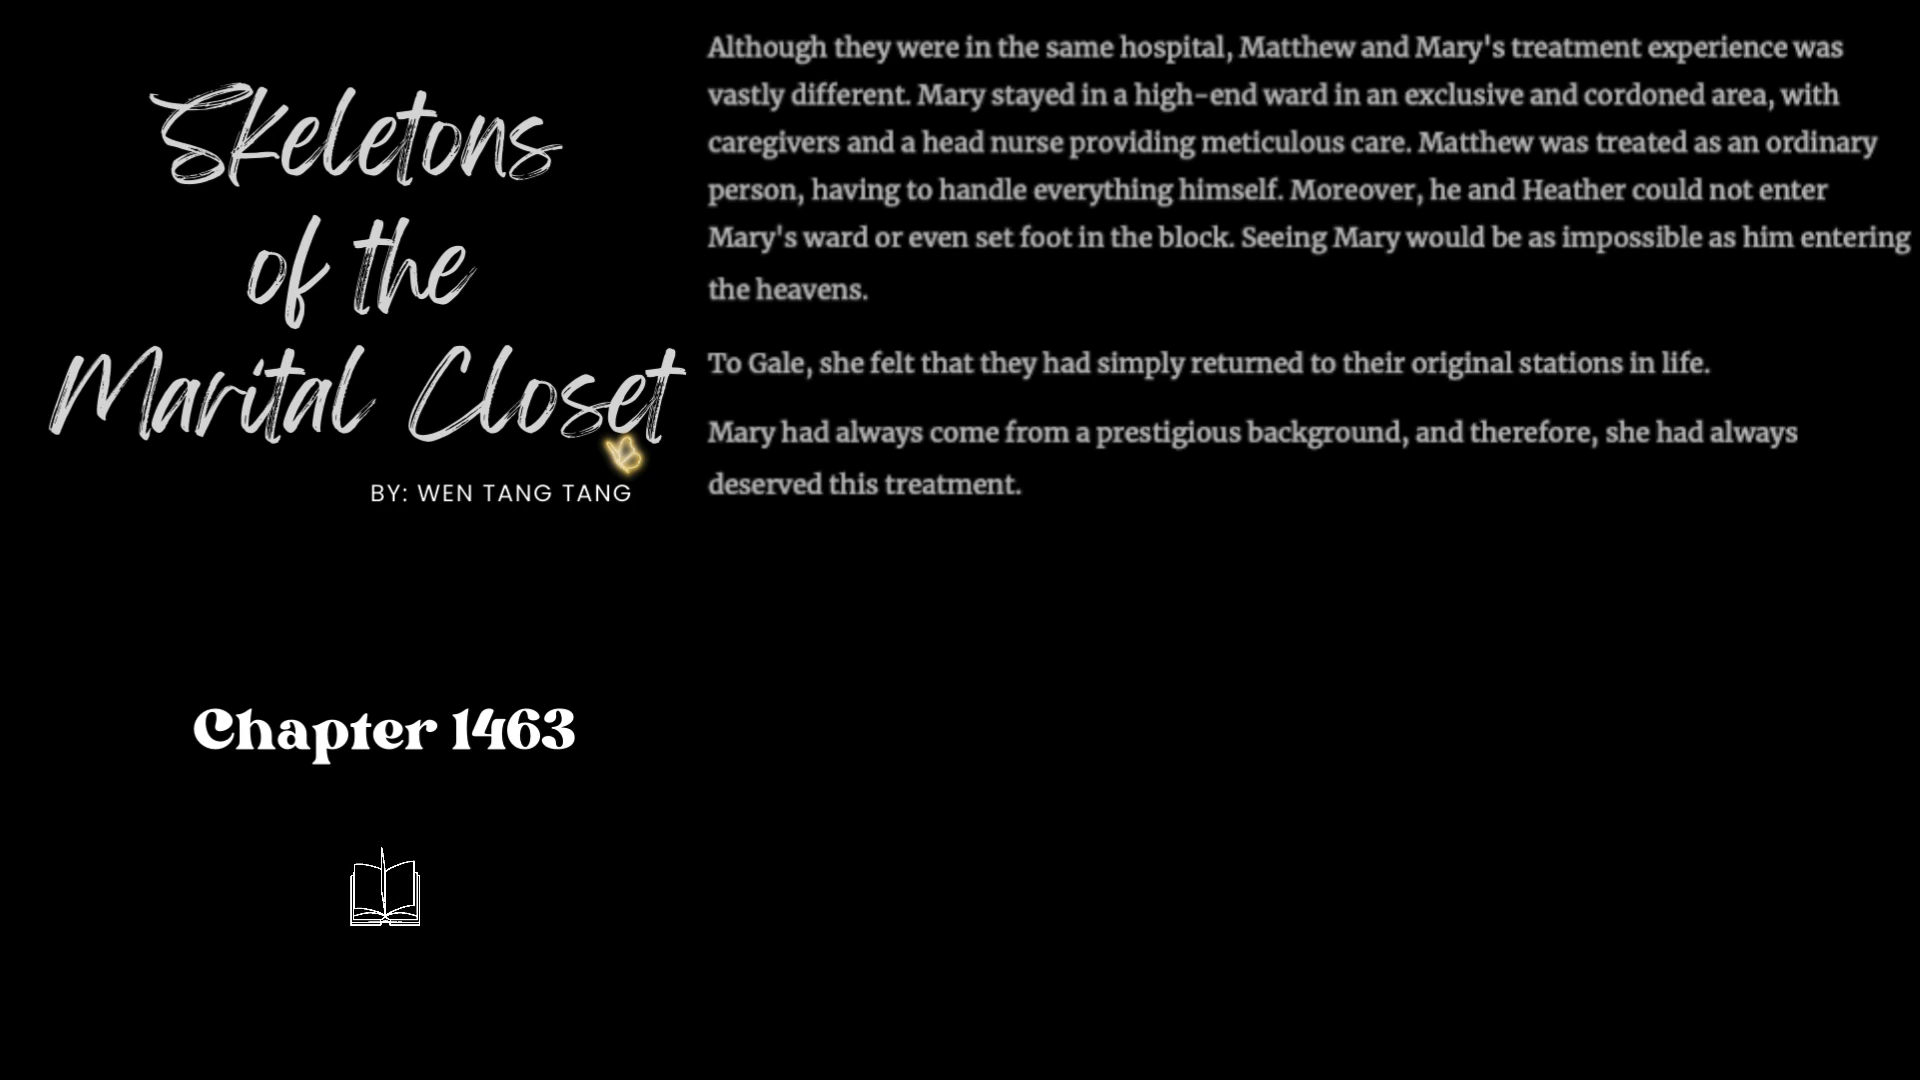 Skeletons
of the
Marital Closet
BY: WEN TANG TANG
Chapter 1463
Although they were in the same hospital, Matthew and Mary's treatment experience was
vastly different. Mary stayed in a high-end ward in an exclusive and cordoned area, with
caregivers and a head nurse providing meticulous care. Matthew was treated as an ordinary
person, having to handle everything himself. Moreover, he and Heather could not enter
Mary's ward or even set foot in the block. Seeing Mary would be as impossible as him entering
the heavens.
To Gale, she felt that they had simply returned to their original stations in life.
Mary had always come from a prestigious background, and therefore, she had always
deserved this treatment.